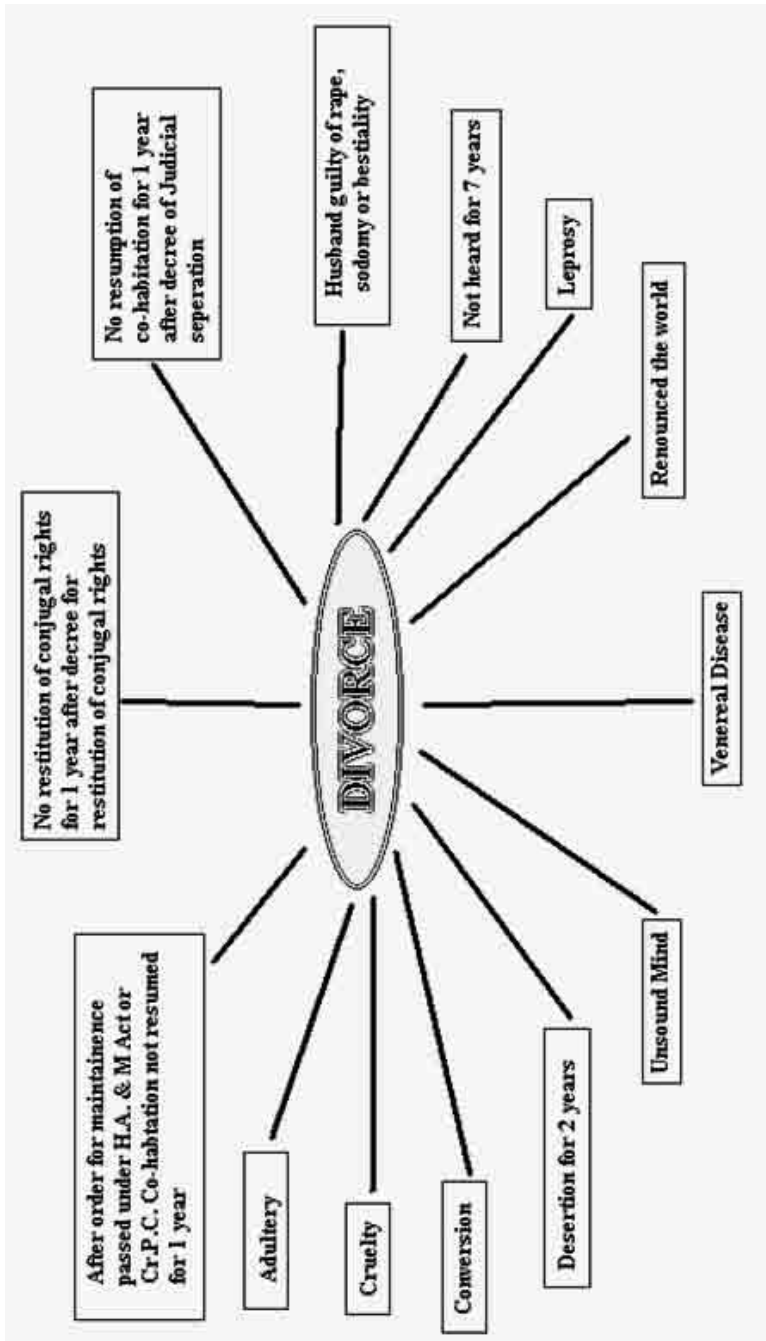 After order for maintainence
passed under H.A. & M Act or
Cr.P.C. Co-habtation not resumed
for 1 year
No restitution of conjugal rights
for 1 year after decree for
restitution of conjugal rights
No resumption of
co-habitation for 1 year
after decree of Judicial
seperation
Adultery
Cruelty
Conversion
Desertion for 2 years
Unsound Mind
DIVORCE
Venereal Disease
Husband guilty of rape,
sodomy or bestiality
Not heard for 7 years
Leprosy
Renounced the world